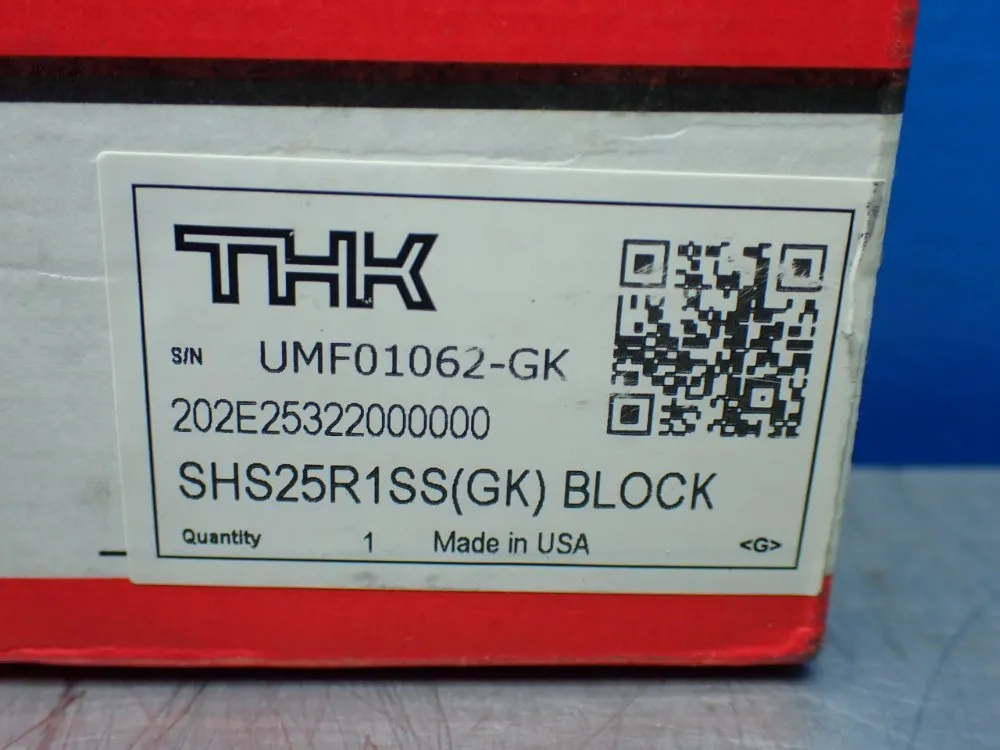 THK
S/N UMF01062-GK
202E25322000000
SHS25R1SS(GK) BLOCK
Quantity 1 Made in USA <G>